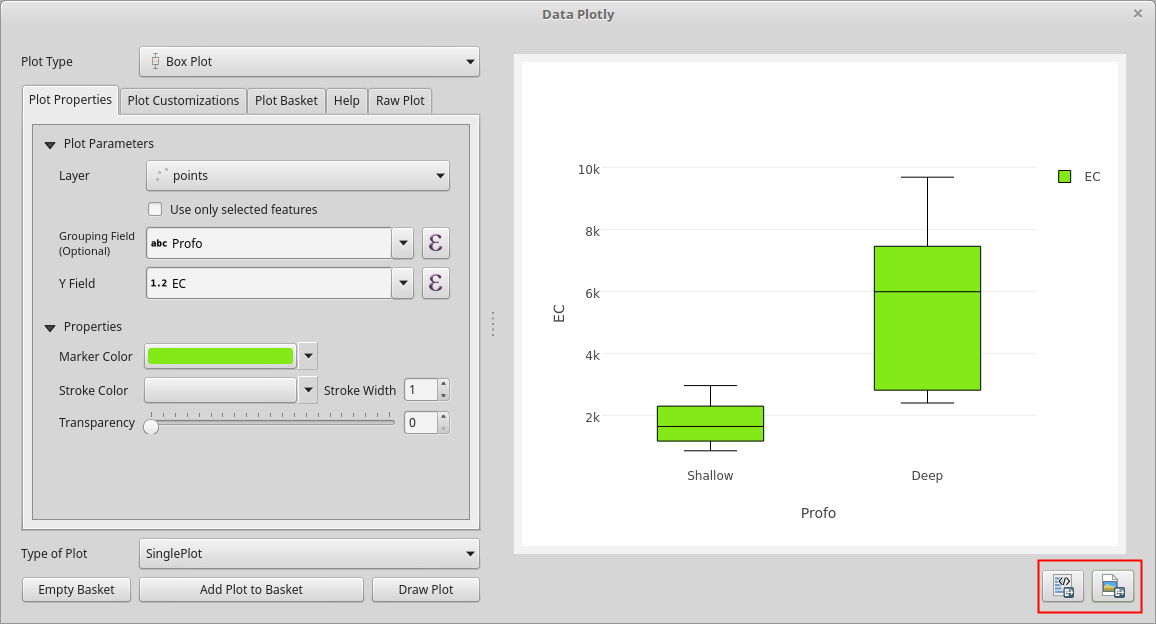 Data Plotly
Plot Type
Box Plot
Plot Properties
Plot Customizations
Plot Basket
Help
Raw Plot
Plot Parameters
Layer
points
Use only selected features
Grouping Field
(Optional)
abc Profo
ε
Y Field
1.2 EC
ε
Properties
Marker Color
Stroke Color
Stroke Width
1
Transparency
0
Type of Plot
SinglePlot
Empty Basket
Add Plot to Basket
Draw Plot
10k
8k
6k
4k
2k
EC
Shallow
Deep
Profo
EC